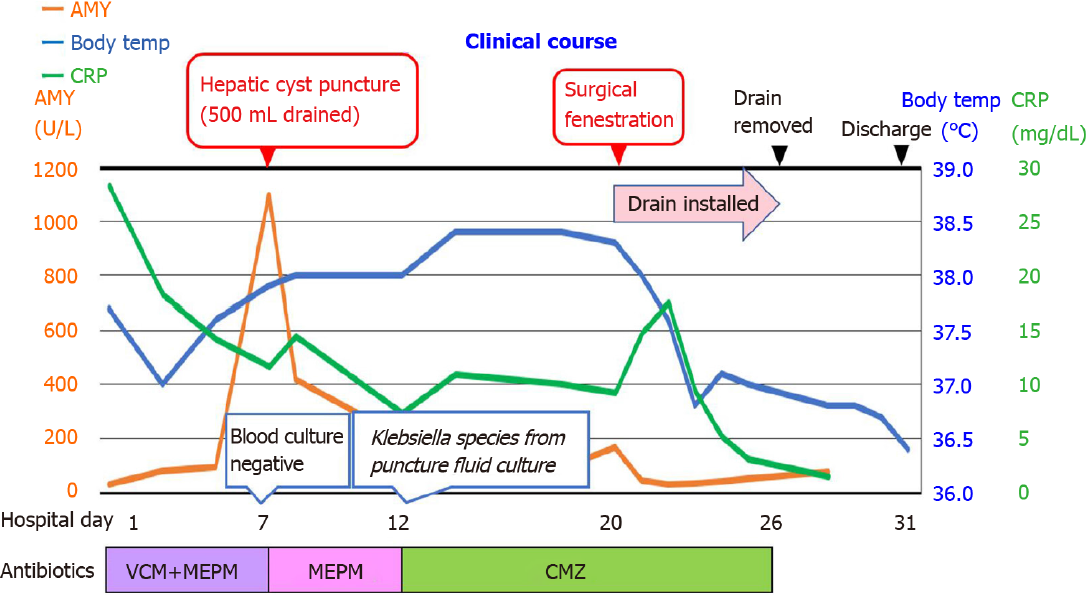 AMY
Body temp
CRP
Clinical course
Hepatic cyst puncture
(500 mL drained)
Surgical
fenestration
Drain
removed
Discharge
AMY
(U/L)
Body temp
(°C)
CRP
(mg/dL)
1200
1000
800
600
400
200
0
39.0
38.5
38.0
37.5
37.0
36.5
36.0
30
25
20
15
10
5
0
Drain installed
Blood culture
negative
Klebsiella species from
puncture fluid culture
Hospital day 1 7 12 20 26 31
Antibiotics VCM+MEPM MEPM CMZ